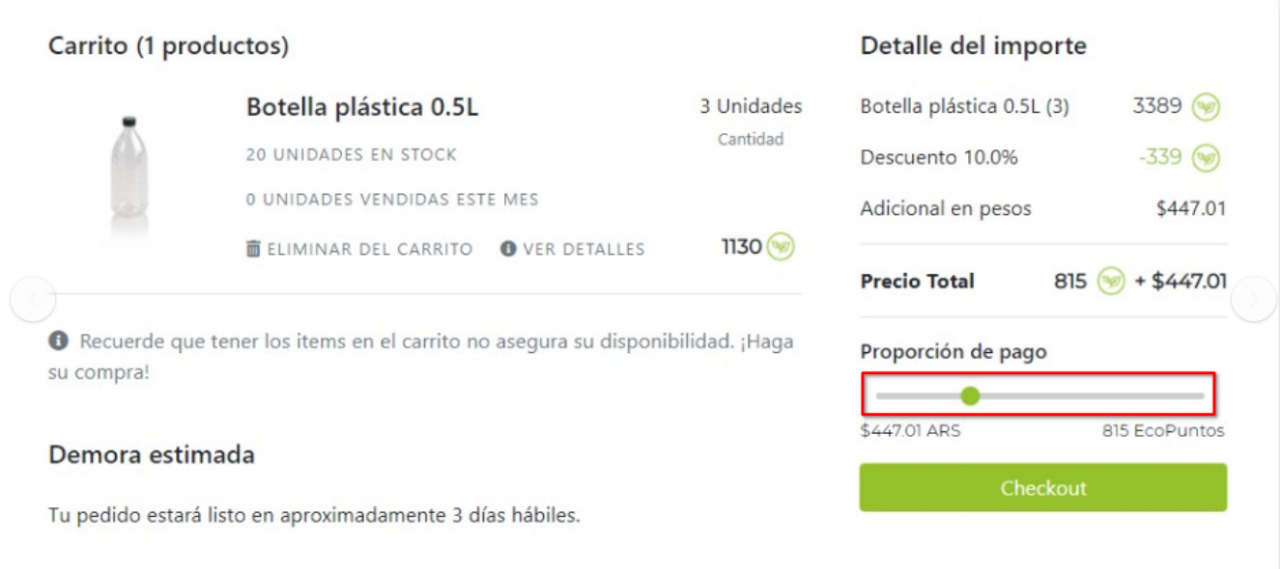 Carrito (1 productos)
Botella plástica 0.5L
3 Unidades
Cantidad
20 UNIDADES EN STOCK
0 UNIDADES VENDIDAS ESTE MES
ELIMINAR DEL CARRITO
VER DETALLES
1130
Recuerde que tener los items en el carrito no asegura su disponibilidad. ¡Haga
su compra!
Demora estimada
Tu pedido estará listo en aproximadamente 3 días hábiles.
Detalle del importe
Botella plástica 0.5L (3) 3389
Descuento 10.0% -339
Adicional en pesos $447.01
Precio Total 815 + $447.01
Proporción de pago
$447.01 ARS 815 EcoPuntos
Checkout